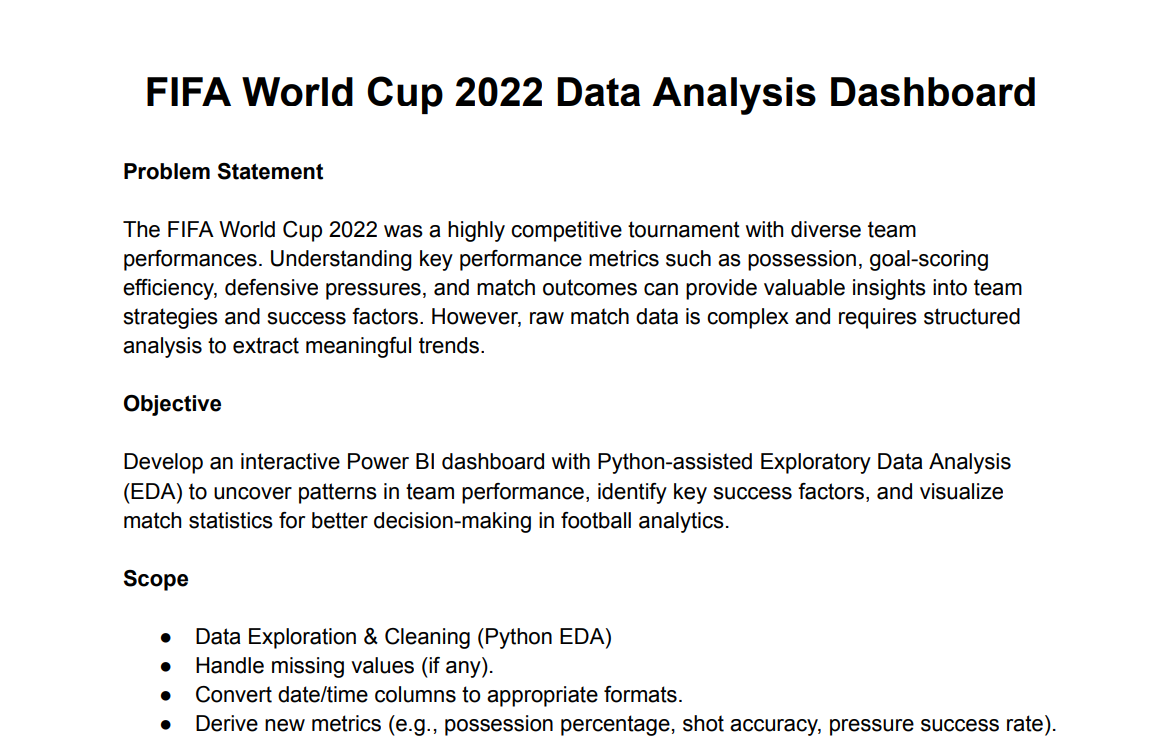 FIFA World Cup 2022 Data Analysis Dashboard
Problem Statement
The FIFA World Cup 2022 was a highly competitive tournament with diverse team
performances. Understanding key performance metrics such as possession, goal-scoring
efficiency, defensive pressures, and match outcomes can provide valuable insights into team
strategies and success factors. However, raw match data is complex and requires structured
analysis to extract meaningful trends.
Objective
Develop an interactive Power BI dashboard with Python-assisted Exploratory Data Analysis
(EDA) to uncover patterns in team performance, identify key success factors, and visualize
match statistics for better decision-making in football analytics.
Scope
● Data Exploration & Cleaning (Python EDA)
● Handle missing values (if any).
● Convert date/time columns to appropriate formats.
● Derive new metrics (e.g., possession percentage, shot accuracy, pressure success rate).